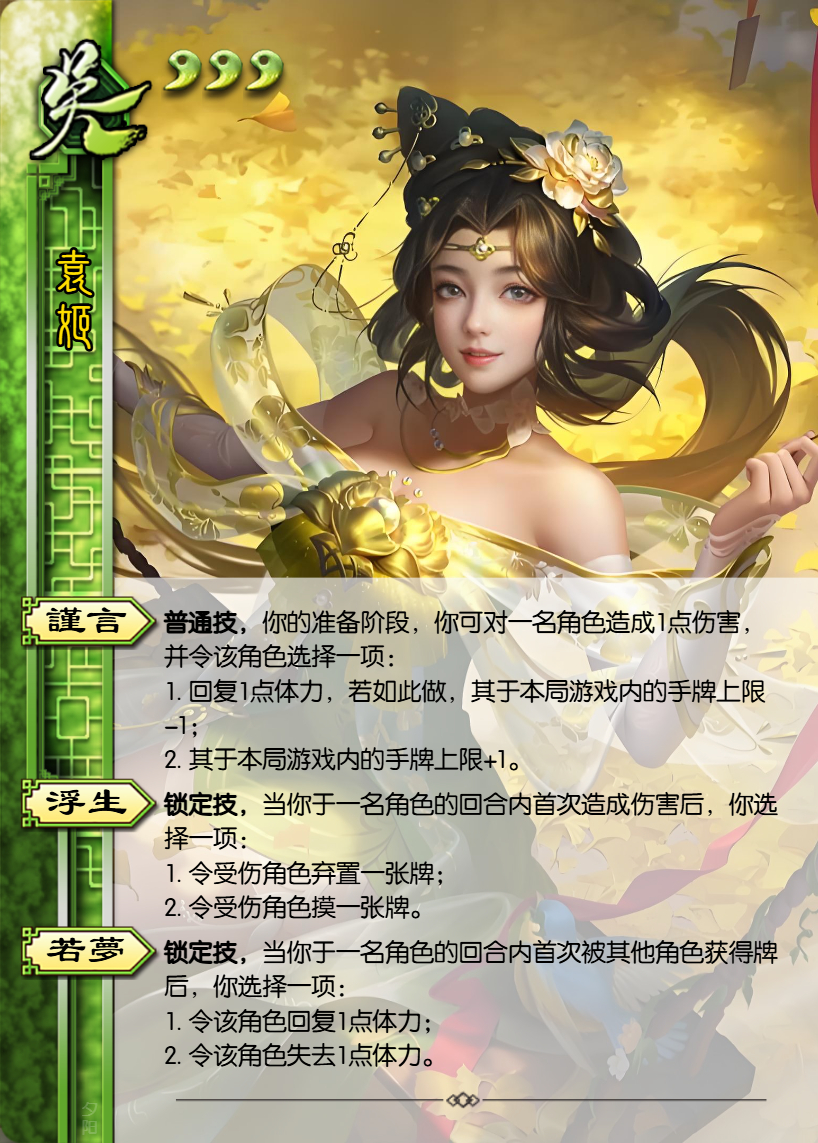 吴
袁姬
謹言
普通技，你的准备阶段，你可对一名角色造成1点伤害，
并令该角色选择一项：
1. 回复1点体力，若如此做，其于本局游戏内的手牌上限
-1；
2. 其于本局游戏内的手牌上限+1。
浮生
锁定技，当你于一名角色的回合内首次造成伤害后，你选
择一项：
1. 令受伤角色弃置一张牌；
2. 令受伤角色摸一张牌。
若夢
锁定技，当你于一名角色的回合内首次被其他角色获得牌
后，你选择一项：
1. 令该角色回复1点体力；
2. 令该角色失去1点体力。
夕阳